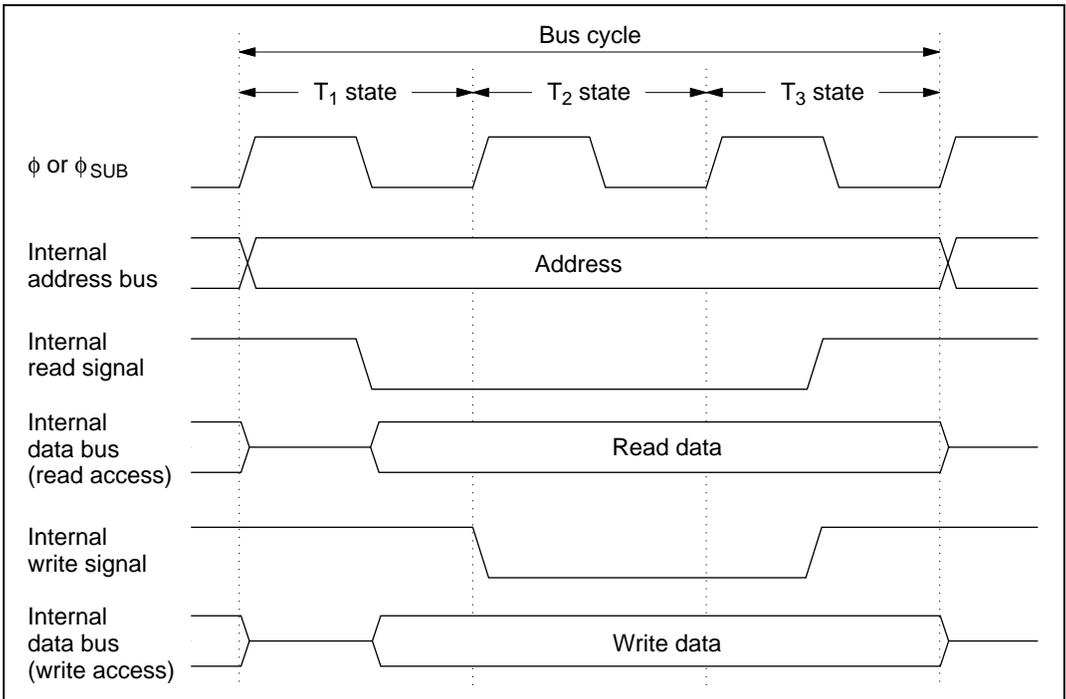 Bus cycle
T1 state
T2 state
T3 state
ϕ or ϕSUB
Internal
address bus
Address
Internal
read signal
Internal
data bus
(read access)
Read data
Internal
write signal
Internal
data bus
(write access)
Write data